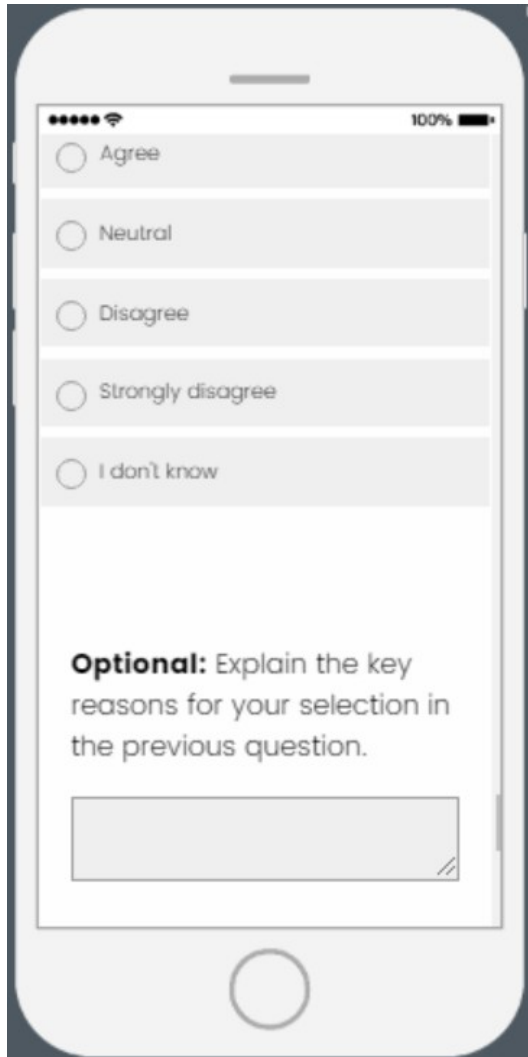 100%
Agree
Neutral
Disagree
Strongly disagree
I don't know
Optional: Explain the key
reasons for your selection in
the previous question.